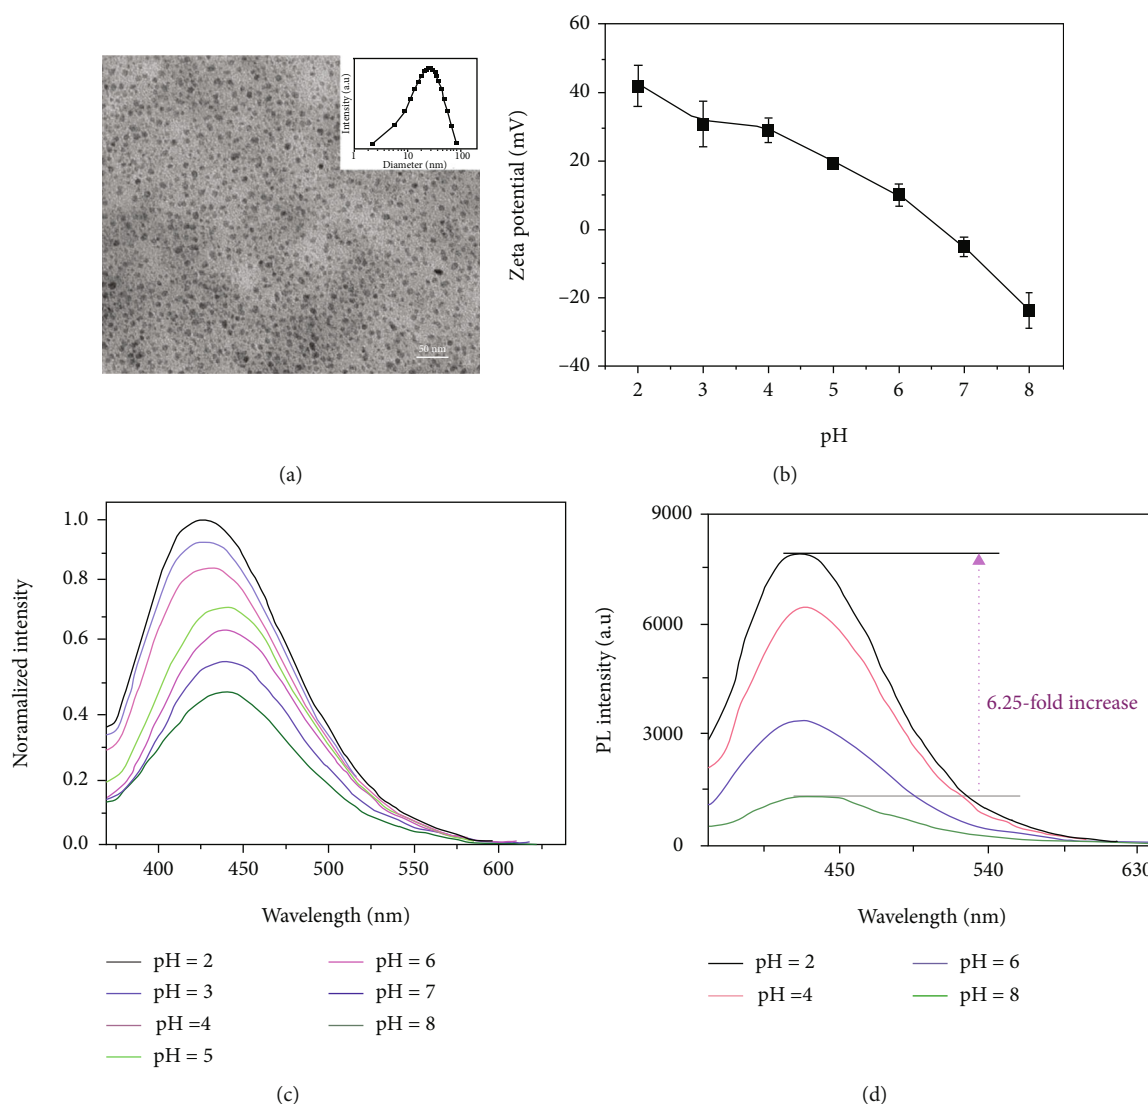 Intensity (a.u)
1
10
100
Diameter (nm)
50 nm
(a)
60
40
20
0
–20
–40
Zeta potential (mV)
2
3
4
5
6
7
8
pH
(b)
1.0
0.8
0.6
0.4
0.2
0.0
Noramalized intensity
400
450
500
550
600
Wavelength (nm)
pH = 2
pH = 6
pH = 3
pH = 7
pH =4
pH = 8
pH = 5
(c)
9000
6000
3000
0
PL intensity (a.u)
6.25-fold increase
450
540
630
Wavelength (nm)
pH = 2
pH = 6
pH =4
pH = 8
(d)